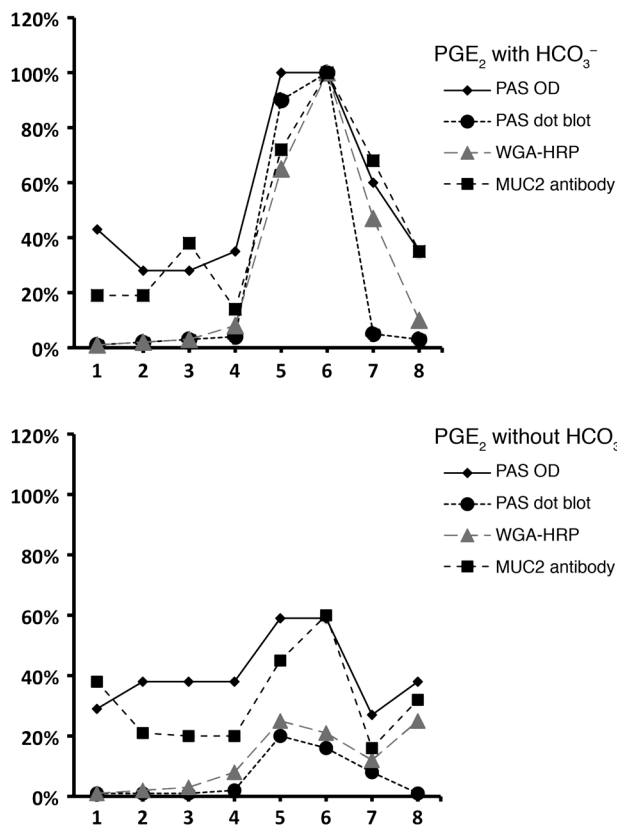 120%
100%
80%
60%
40%
20%
0%
1 2 3 4 5 6 7 8
PGE₂ with HCO₃⁻
PAS OD
PAS dot blot
WGA-HRP
MUC2 antibody
120%
100%
80%
60%
40%
20%
0%
1 2 3 4 5 6 7 8
PGE₂ without HCO₃
PAS OD
PAS dot blot
WGA-HRP
MUC2 antibody